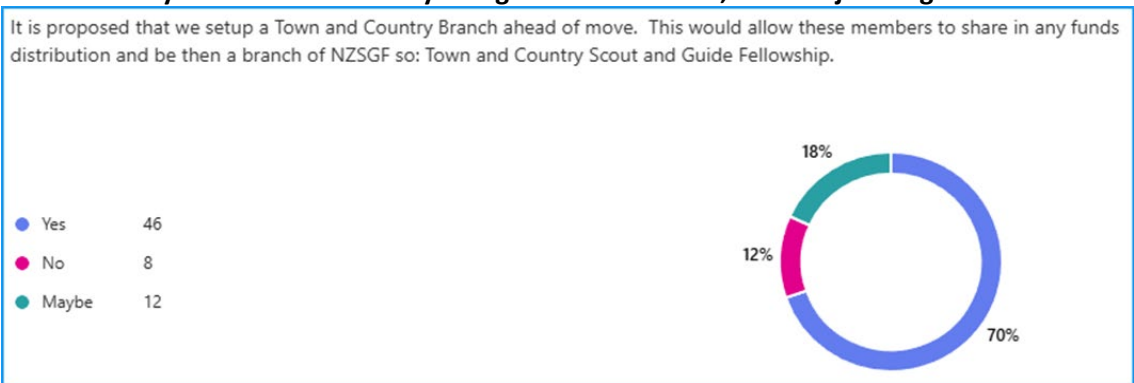 It is proposed that we setup a Town and Country Branch ahead of move. This would allow these members to share in any funds
distribution and be then a branch of NZSGF so: Town and Country Scout and Guide Fellowship.
18%
Yes 46
12%
No 8
Maybe 12
70%